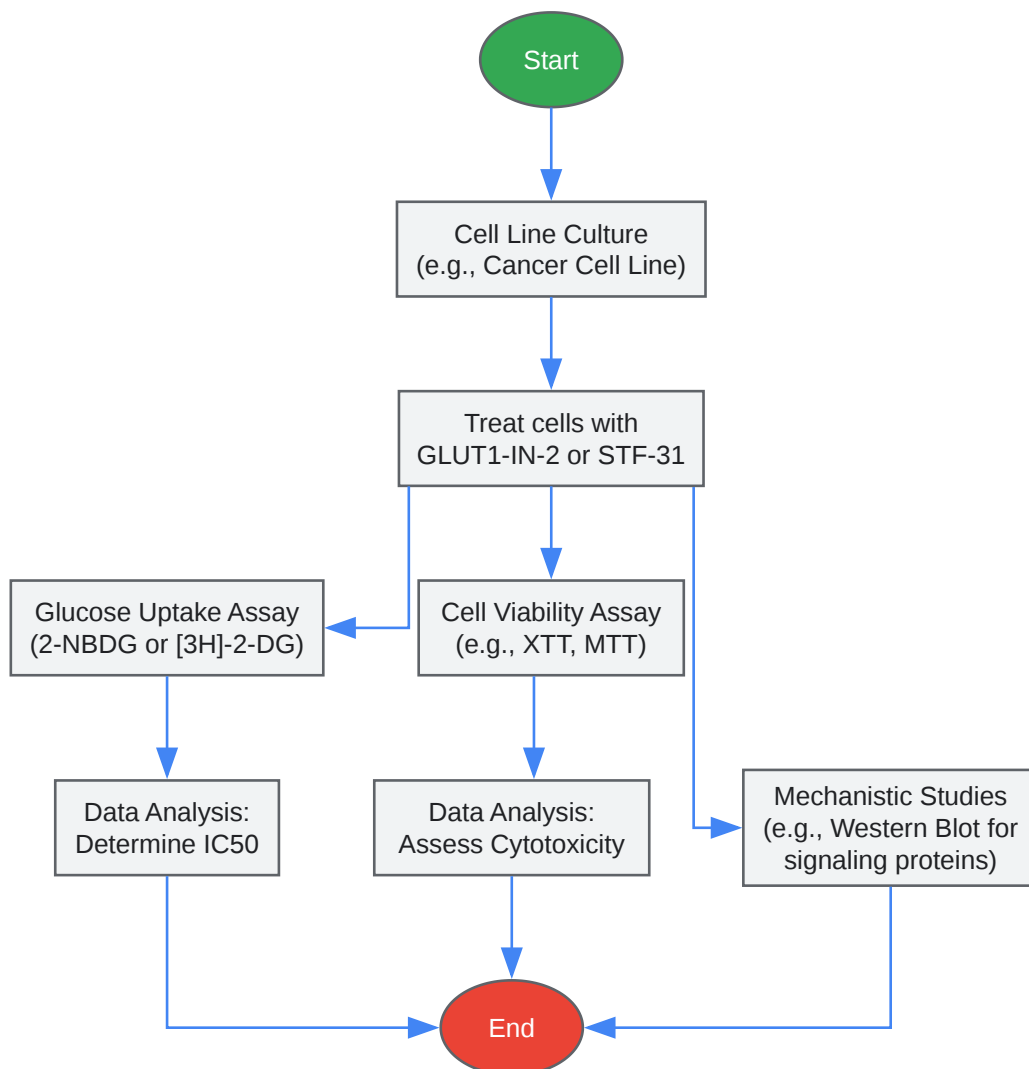 Start
Cell Line Culture
(e.g., Cancer Cell Line)
Treat cells with
GLUT1-IN-2 or STF-31
Glucose Uptake Assay
(2-NBDG or [3H]-2-DG)
Cell Viability Assay
(e.g., XTT, MTT)
Data Analysis:
Determine IC50
Data Analysis:
Assess Cytotoxicity
Mechanistic Studies
(e.g., Western Blot for
signaling proteins)
End